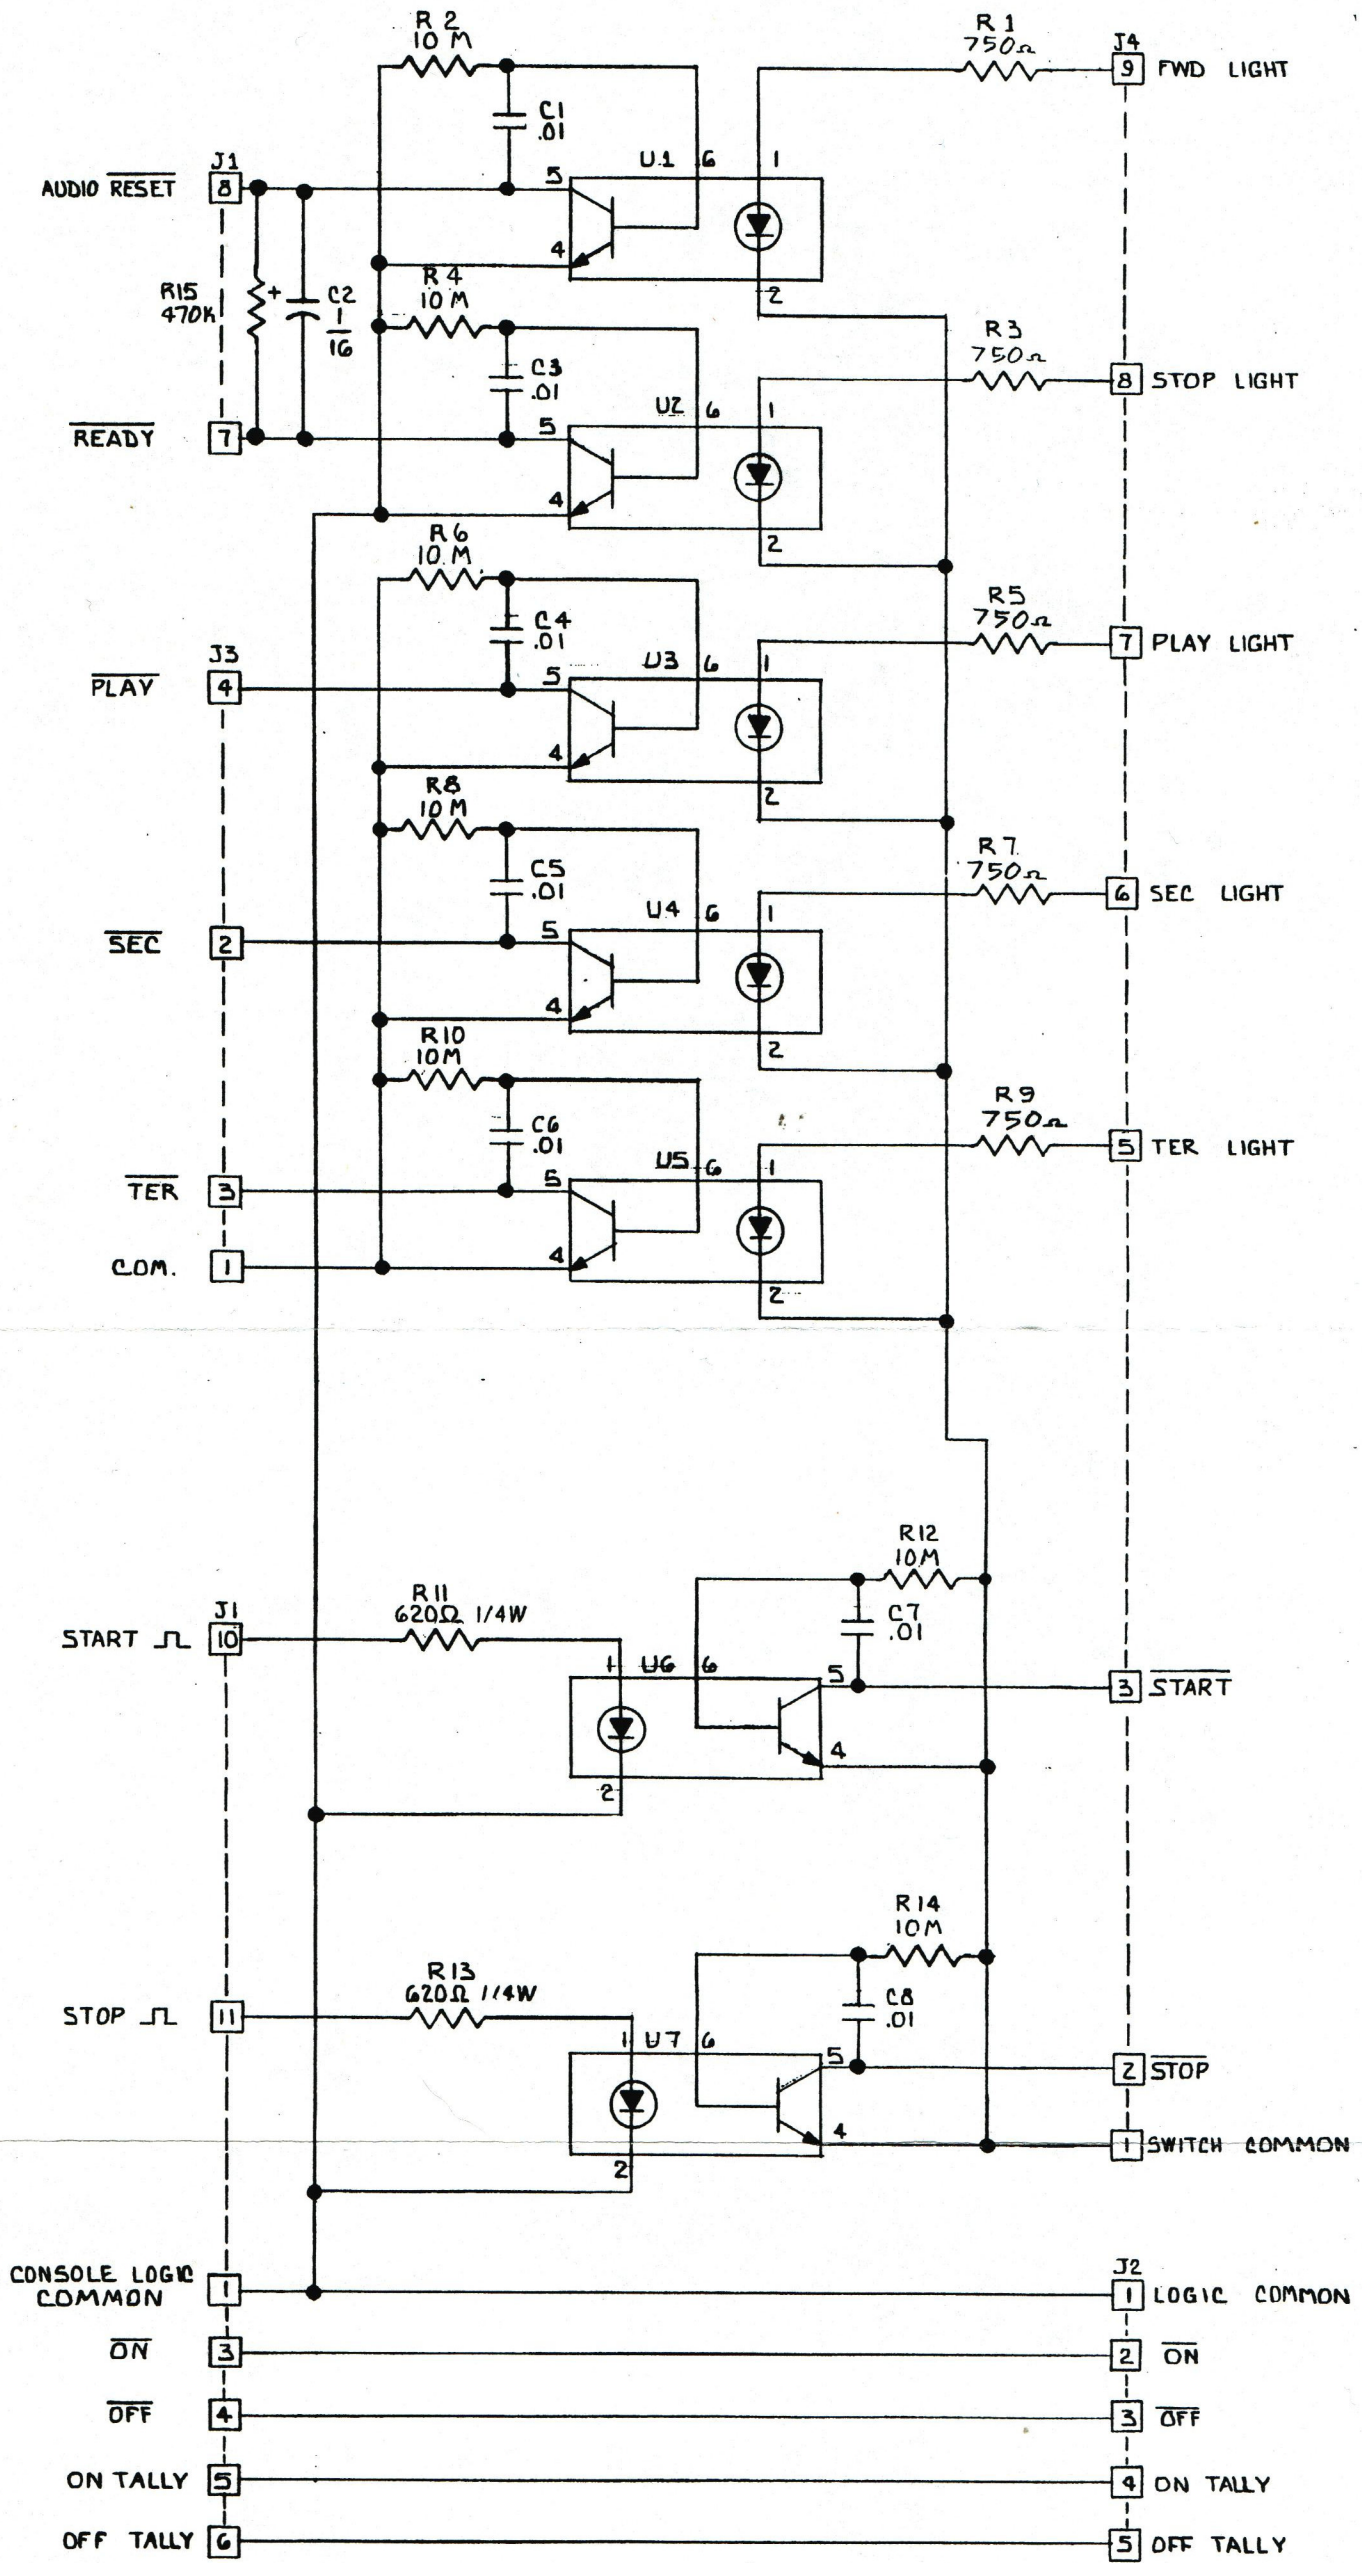 R 2
10 M
R 1
750Ω
J4
9 FWD LIGHT
C1
.01
J1
U1 6 1
AUDIO RESET 8
5
4
2
R15
470K
+
C2
1
16
R 4
10 M
R 3
750Ω
8 STOP LIGHT
C3
.01
U2 6 1
READY 7
5
4
2
R 6
10 M
R 5
750Ω
7 PLAY LIGHT
C4
.01
J3
U3 6 1
PLAY 4
5
4
2
R8
10 M
R 7
750Ω
6 SEC LIGHT
C5
.01
U4 6 1
SEC 2
5
4
2
R10
10M
R 9
750Ω
5 TER LIGHT
C6
.01
U5 6 1
TER 3
5
COM. 1
4
2
R12
10M
R11
620Ω 1/4W
C7
.01
J1
START 10
1 U6 6
5
3 START
4
2
R14
10M
R13
620Ω 1/4W
C8
.01
STOP 11
1 U7 6
5
2 STOP
4
1 SWITCH COMMON
2
CONSOLE LOGIC
COMMON 1
J2
1 LOGIC COMMON
ON 3
2 ON
OFF 4
3 OFF
ON TALLY 5
4 ON TALLY
OFF TALLY 6
5 OFF TALLY